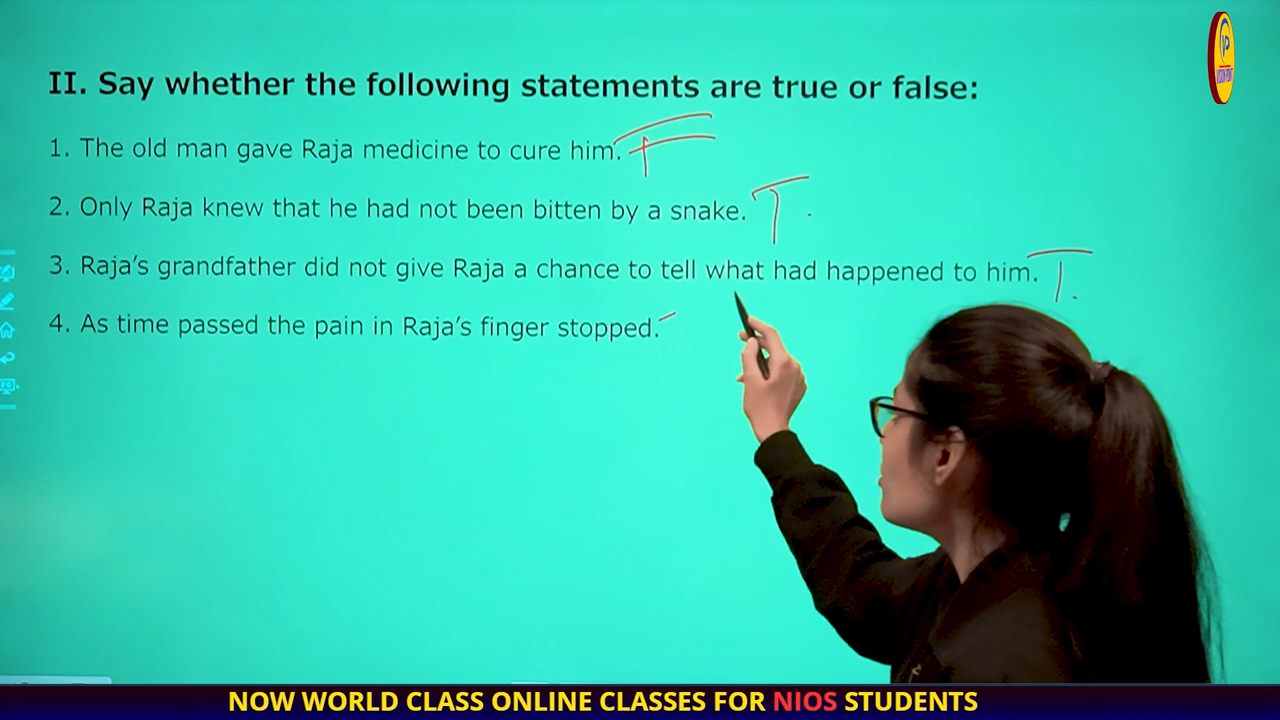 II. Say whether the following statements are true or false:
1. The old man gave Raja medicine to cure him. F
2. Only Raja knew that he had not been bitten by a snake. T.
3. Raja’s grandfather did not give Raja a chance to tell what had happened to him. T.
4. As time passed the pain in Raja’s finger stopped.
VISION POINT
NOW WORLD CLASS ONLINE CLASSES FOR NIOS STUDENTS